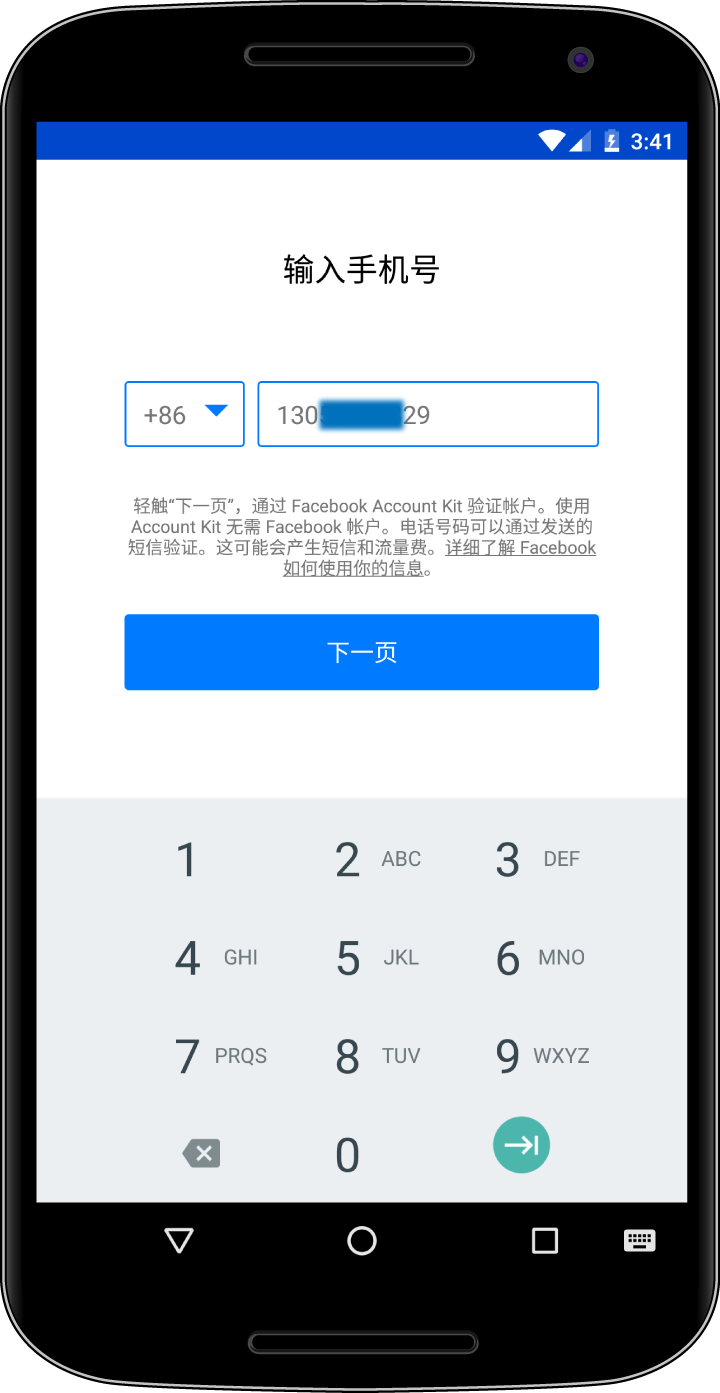 3:41
输入手机号
+86 130 29
轻触“下一页”，通过 Facebook Account Kit 验证帐户。使用
Account Kit 无需 Facebook 帐户。电话号码可以通过发送的
短信验证。这可能会产生短信和流量费。详细了解 Facebook
如何使用你的信息。
下一页
1 2 ABC 3 DEF
4 GHI 5 JKL 6 MNO
7 PRQS 8 TUV 9 WXYZ
0